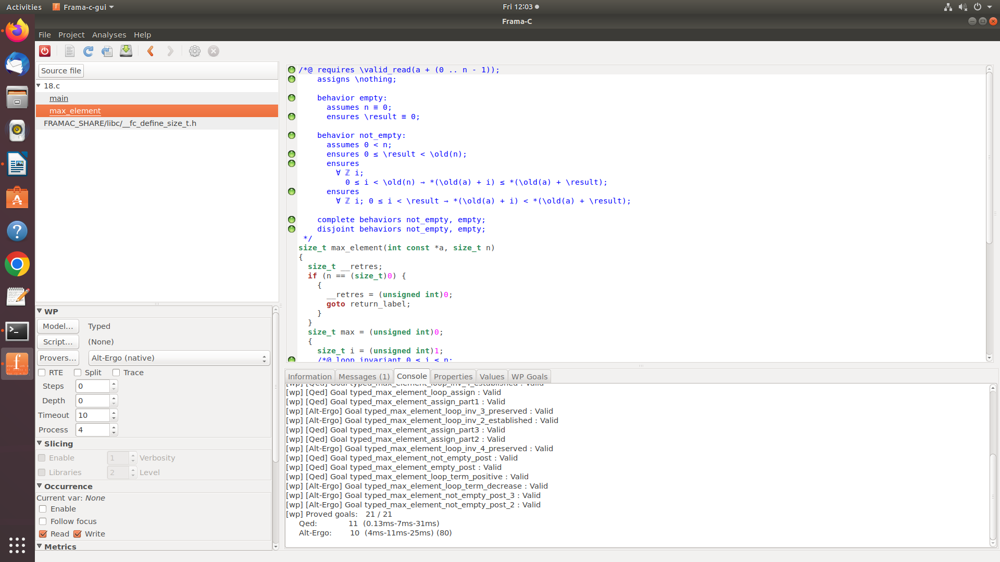 Activities Frama-c-gui Fri 12:03
Frama-C
File Project Analyses Help
Source file
18.c
main
max_element
FRAMAC_SHARE/libc/__fc_define_size_t.h
WP
Model... Typed
Script... (None)
Provers... Alt-Ergo (native)
RTE Split Trace
Steps 0
Depth 0
Timeout 10
Process 4
Slicing
Enable 1 Verbosity
Libraries 2 Level
Occurrence
Current var: None
Enable
Follow focus
Read Write
Metrics
/*@ requires \valid_read(a + (0 .. n - 1));
assigns \nothing;
behavior empty:
assumes n ≡ 0;
ensures \result ≡ 0;
behavior not_empty:
assumes 0 < n;
ensures 0 ≤ \result < \old(n);
ensures
∀ ℤ i;
0 ≤ i < \old(n) → *(\old(a) + i) ≤ *(\old(a) + \result);
ensures
∀ ℤ i; 0 ≤ i < \result → *(\old(a) + i) < *(\old(a) + \result);
complete behaviors not_empty, empty;
disjoint behaviors not_empty, empty;
*/
size_t max_element(int const *a, size_t n)
{
size_t __retres;
if (n == (size_t)0) {
{
__retres = (unsigned int)0;
goto return_label;
}
}
size_t max = (unsigned int)0;
{
size_t i = (unsigned int)1;
/*@ loop invariant 0 ≤ i ≤ n;
Information Messages (1) Console Properties Values WP Goals
[wp] [Qed] Goal typed_max_element_loop_inv_4_established : Valid
[wp] [Qed] Goal typed_max_element_loop_assign : Valid
[wp] [Qed] Goal typed_max_element_assign_part1 : Valid
[wp] [Alt-Ergo] Goal typed_max_element_loop_inv_3_preserved : Valid
[wp] [Alt-Ergo] Goal typed_max_element_loop_inv_2_established : Valid
[wp] [Qed] Goal typed_max_element_assign_part3 : Valid
[wp] [Qed] Goal typed_max_element_assign_part2 : Valid
[wp] [Alt-Ergo] Goal typed_max_element_loop_inv_4_preserved : Valid
[wp] [Qed] Goal typed_max_element_not_empty_post : Valid
[wp] [Qed] Goal typed_max_element_empty_post : Valid
[wp] [Qed] Goal typed_max_element_loop_term_positive : Valid
[wp] [Alt-Ergo] Goal typed_max_element_loop_term_decrease : Valid
[wp] [Alt-Ergo] Goal typed_max_element_not_empty_post_3 : Valid
[wp] [Alt-Ergo] Goal typed_max_element_not_empty_post_2 : Valid
[wp] Proved goals: 21 / 21
Qed: 11 (0.13ms-7ms-31ms)
Alt-Ergo: 10 (4ms-11ms-25ms) (80)